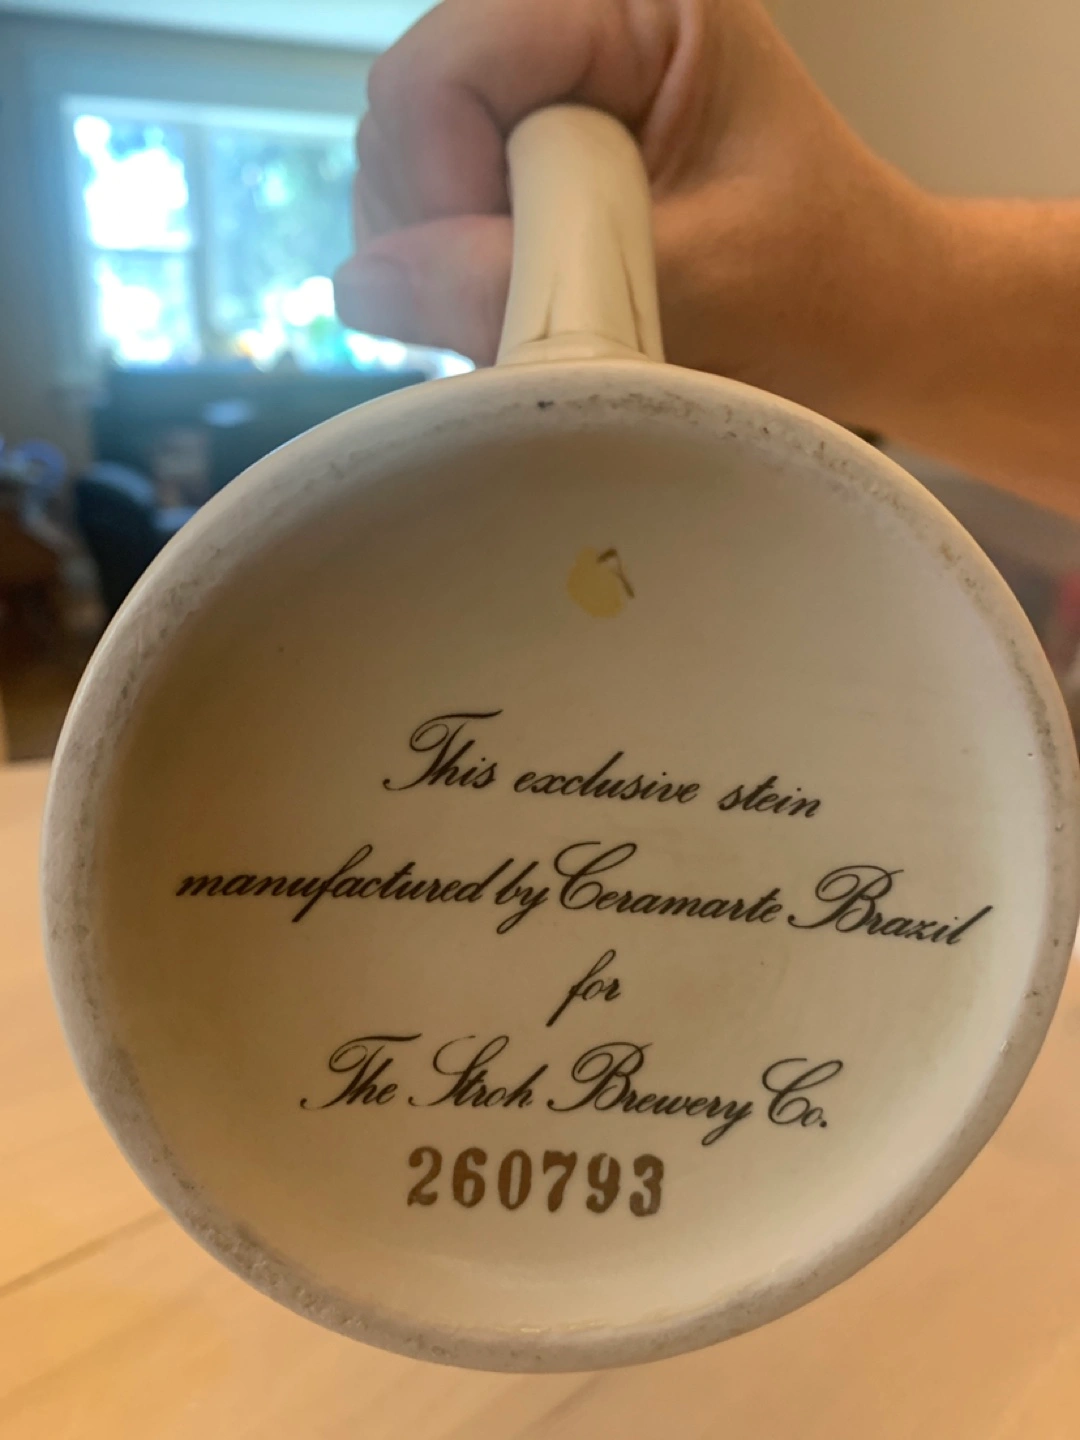 This exclusive stein
manufactured by Ceramarte Brazil
for
The Stroh Brewery Co.
260793